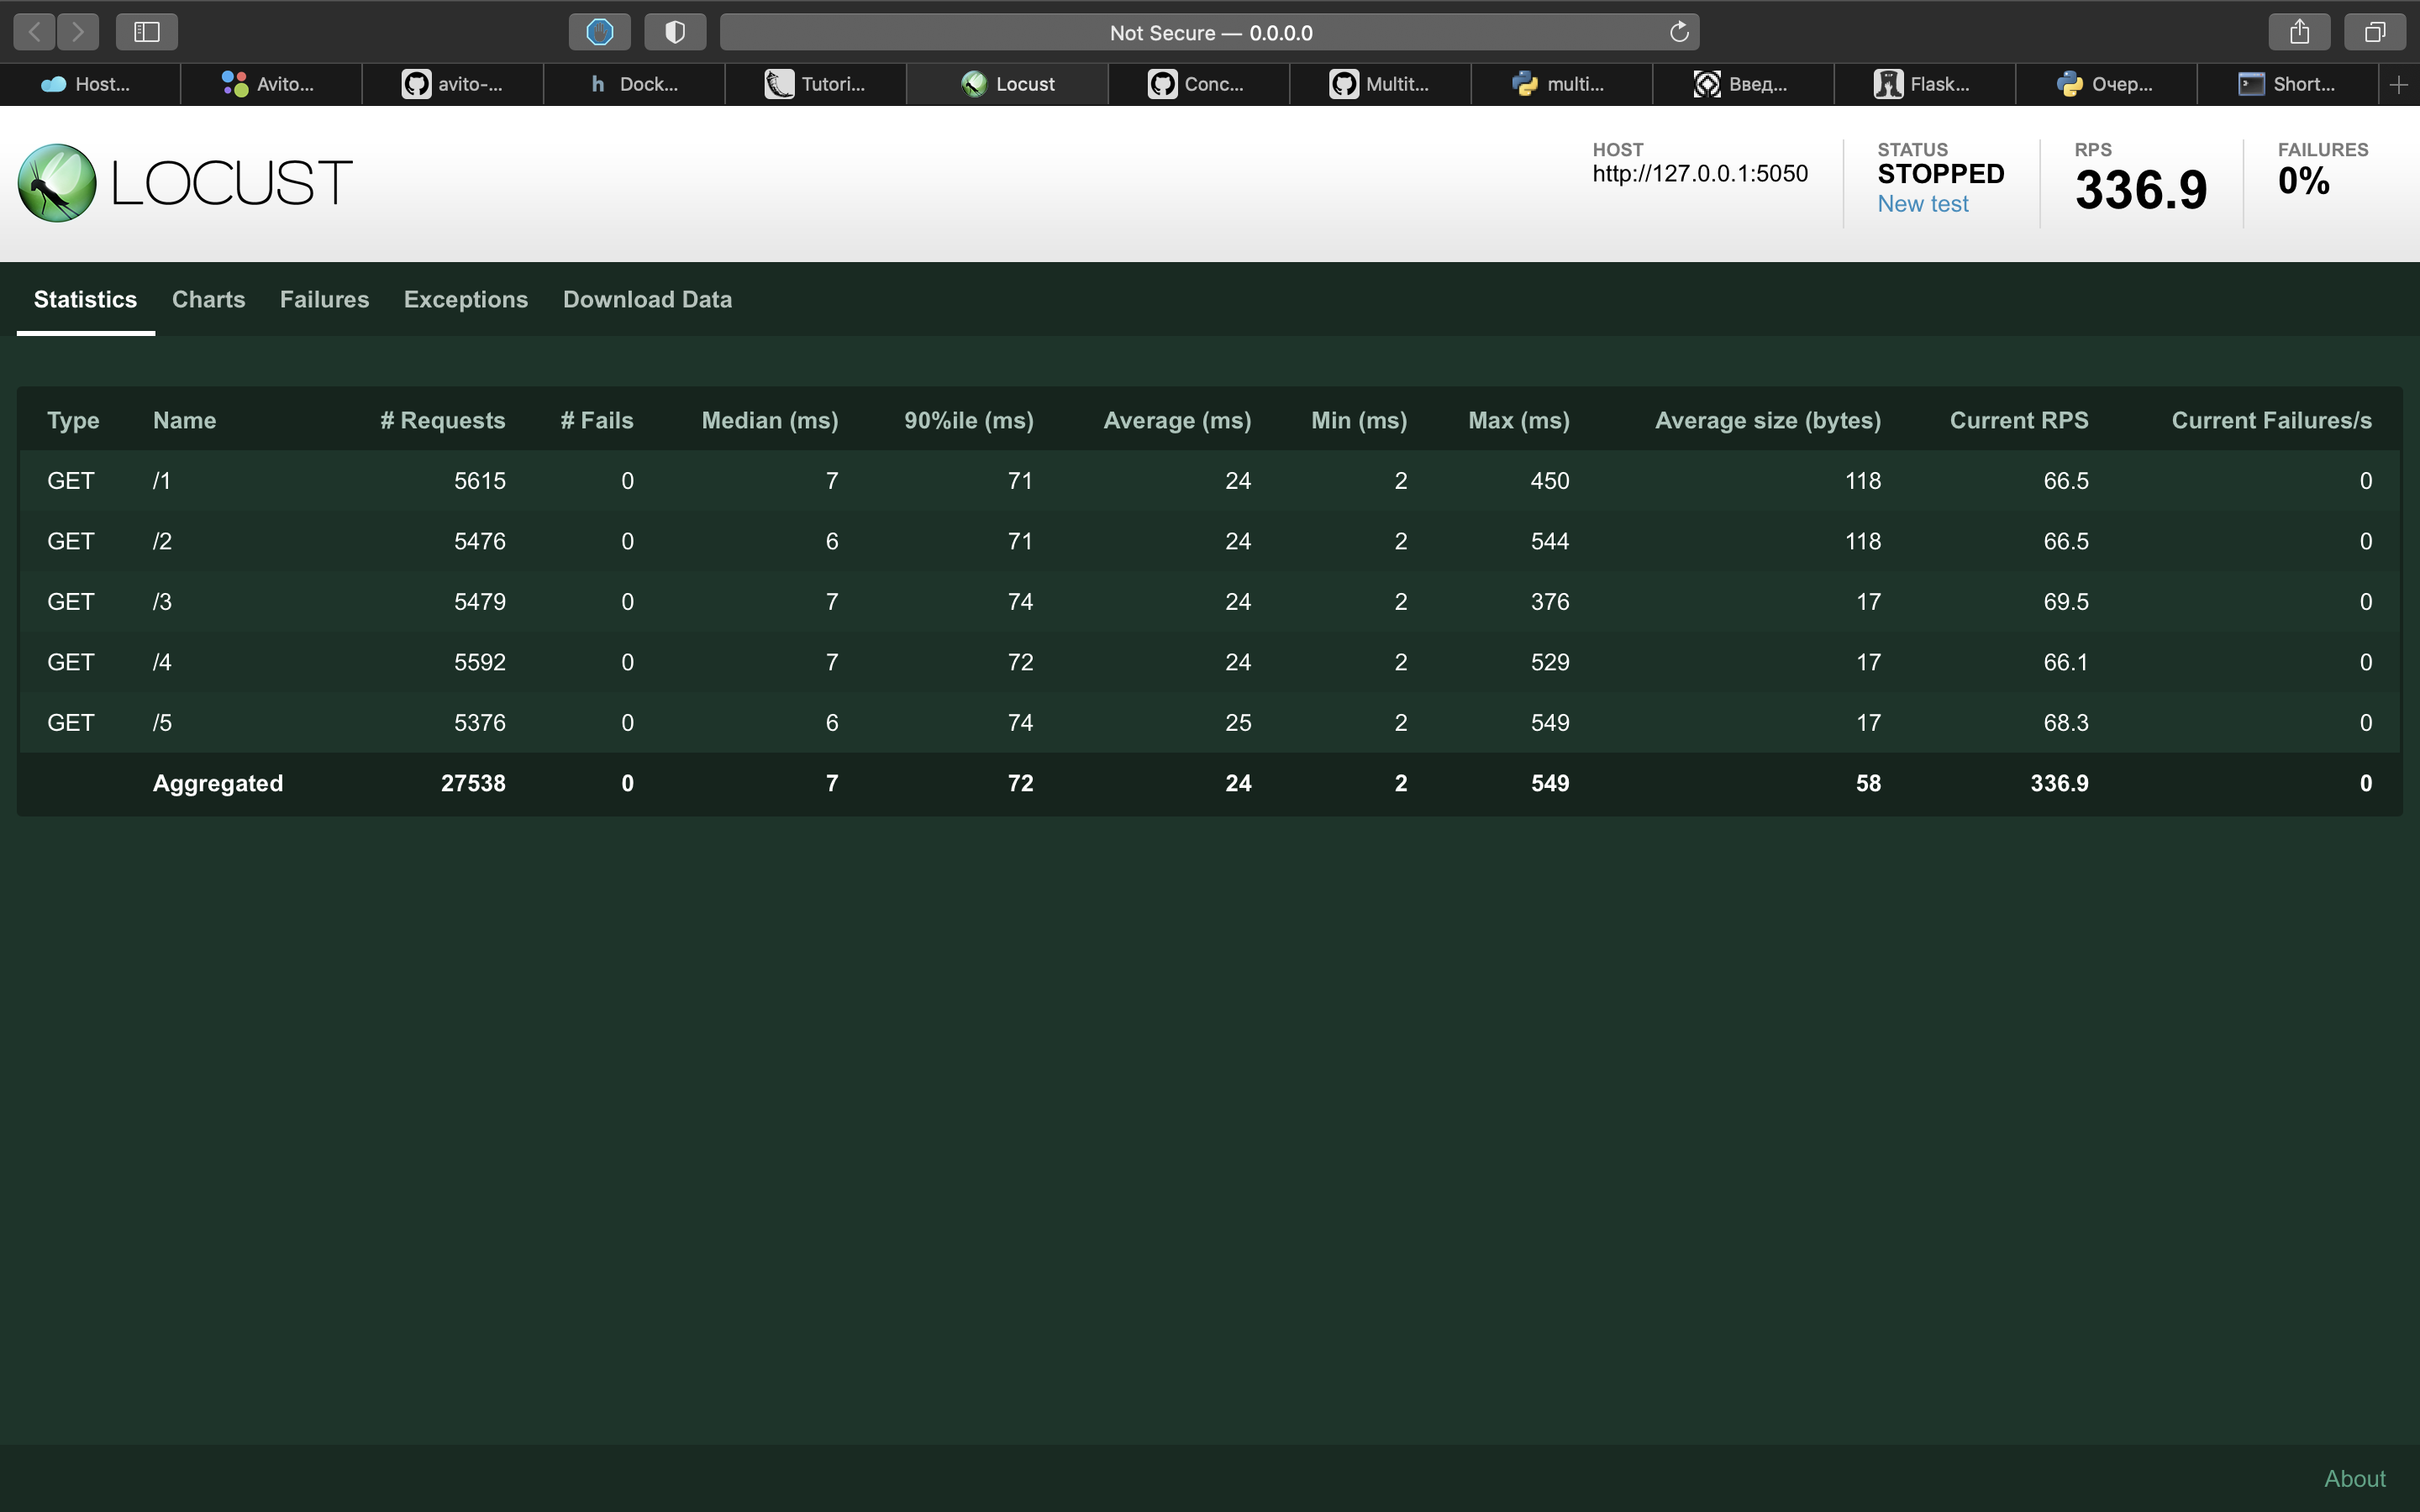 Not Secure — 0.0.0.0
Host... Avito... avito-... Dock... Tutori... Locust Conc... Multit... multi... Введ... Flask... Очер... Short...
LOCUST
HOST
http://127.0.0.1:5050
STATUS
STOPPED
New test
RPS
336.9
FAILURES
0%
Statistics Charts Failures Exceptions Download Data
Type Name # Requests # Fails Median (ms) 90%ile (ms) Average (ms) Min (ms) Max (ms) Average size (bytes) Current RPS Current Failures/s
GET /1 5615 0 7 71 24 2 450 118 66.5 0
GET /2 5476 0 6 71 24 2 544 118 66.5 0
GET /3 5479 0 7 74 24 2 376 17 69.5 0
GET /4 5592 0 7 72 24 2 529 17 66.1 0
GET /5 5376 0 6 74 25 2 549 17 68.3 0
Aggregated 27538 0 7 72 24 2 549 58 336.9 0
About